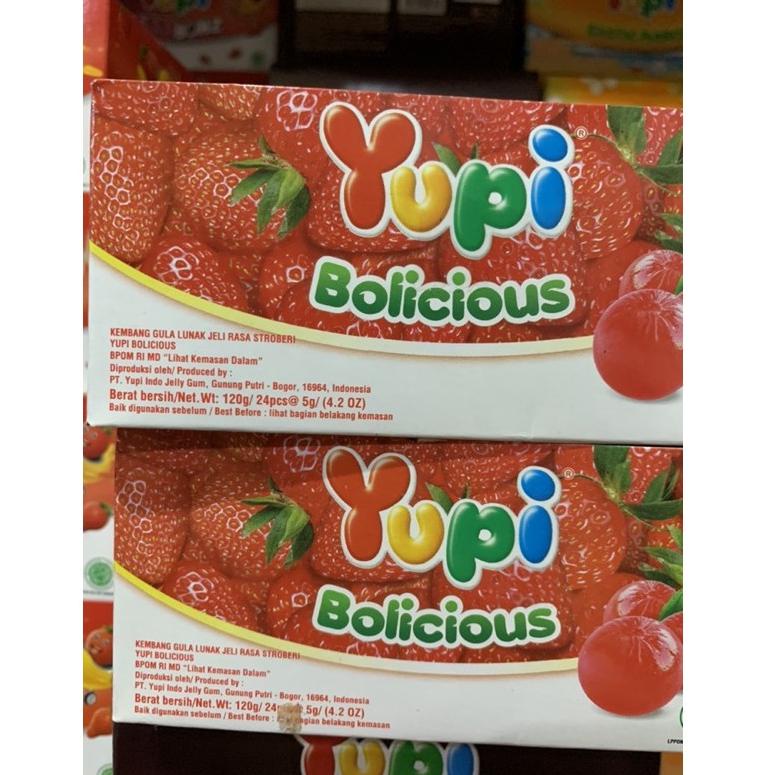 Yupi
Yupi®
Bolicious
KEMBANG GULA LUNAK JELI RASA STROBERI
YUPI BOLICIOUS
BPOM RI MD "Lihat Kemasan Dalam"
Diproduksi oleh/ Produced by :
PT. Yupi Indo Jelly Gum, Gunung Putri - Bogor, 16964, Indonesia
Berat bersih/Net.Wt: 120g/ 24pcs@ 5g/ (4.2 OZ)
Baik digunakan sebelum / Best Before : lihat bagian belakang kemasan
Yupi®
Bolicious
KEMBANG GULA LUNAK JELI RASA STROBERI
YUPI BOLICIOUS
BPOM RI MD "Lihat Kemasan Dalam"
Diproduksi oleh/ Produced by :
PT. Yupi Indo Jelly Gum, Gunung Putri - Bogor, 16964, Indonesia
Berat bersih/Net.Wt: 120g/ 24 5g/ (4.2 OZ)
Baik digunakan sebelum / Best Before : bagian belakang kemasan
Yupi